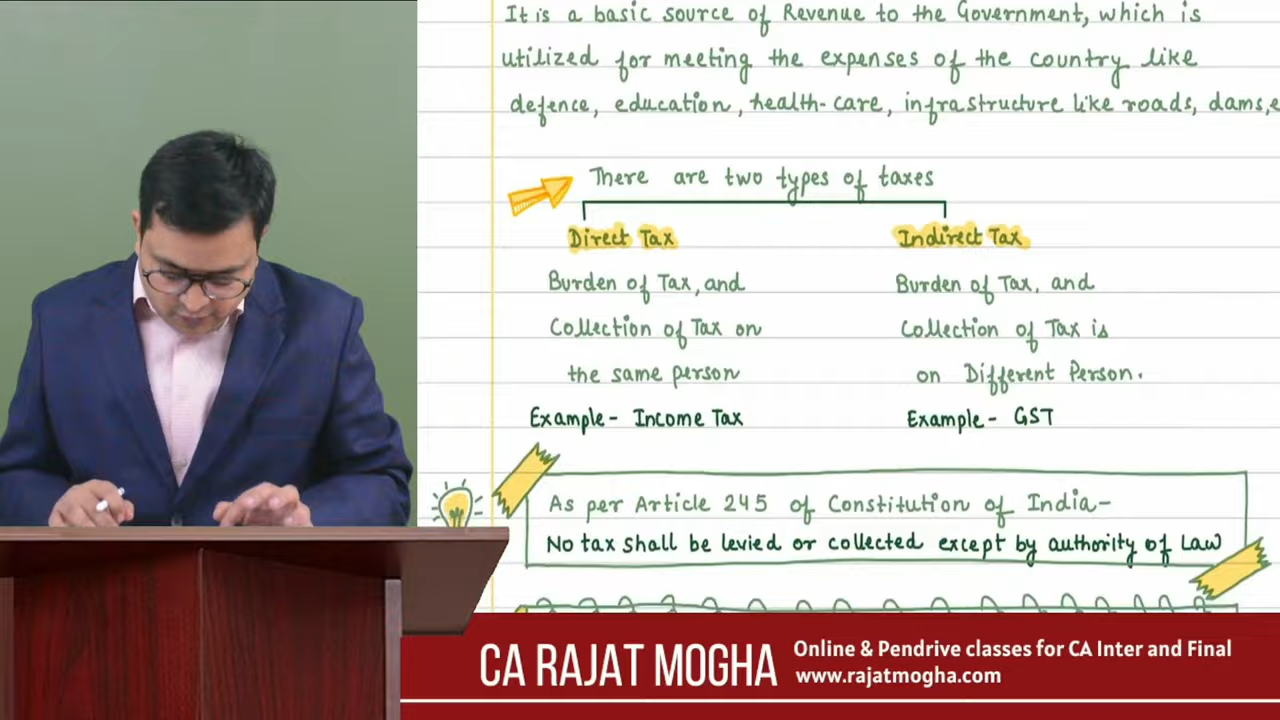 It is a basic source of Revenue to the Government, which is
utilized for meeting the expenses of the country like
defence, education, health-care, infrastructure like roads, dams, e
There are two types of taxes
Direct Tax
Burden of Tax, and
Collection of Tax on
the same person
Example- Income Tax
Indirect Tax
Burden of Tax, and
Collection of Tax is
on Different Person.
Example- GST
As per Article 245 of Constitution of India-
No tax shall be levied or collected except by authority of Law
CA RAJAT MOGHA
Online & Pendrive classes for CA Inter and Final
www.rajatmogha.com